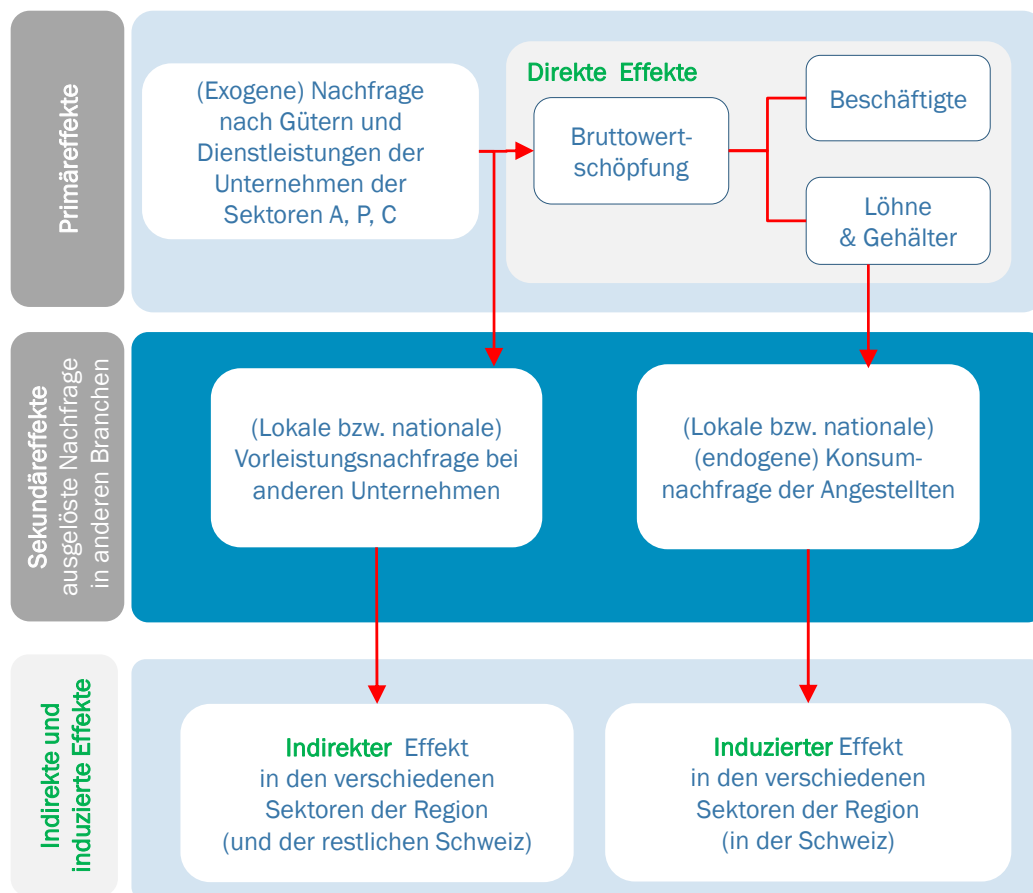 Primäreffekte
(Exogene) Nachfrage
nach Gütern und
Dienstleistungen der
Unternehmen der
Sektoren A, P, C
Direkte Effekte
Bruttowert-
schöpfung
Beschäftigte
Löhne
& Gehälter
Sekundäreffekte
ausgelöste Nachfrage
in anderen Branchen
(Lokale bzw. nationale)
Vorleistungsnachfrage bei
anderen Unternehmen
(Lokale bzw. nationale)
(endogene) Konsum-
nachfrage der Angestellten
Indirekte und
induzierte Effekte
Indirekter Effekt
in den verschiedenen
Sektoren der Region
(und der restlichen Schweiz)
Induzierter Effekt
in den verschiedenen
Sektoren der Region
(in der Schweiz)